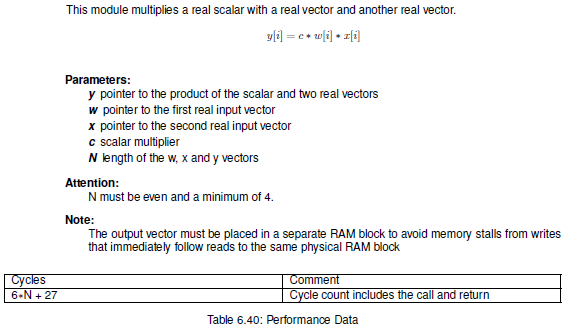 This module multiplies a real scalar with a real vector and another real vector.
y[i] = c * w[i] * x[i]
Parameters:
y pointer to the product of the scalar and two real vectors
w pointer to the first real input vector
x pointer to the second real input vector
c scalar multiplier
N length of the w, x and y vectors
Attention:
N must be even and a minimum of 4.
Note:
The output vector must be placed in a separate RAM block to avoid memory stalls from writes
that immediately follow reads to the same physical RAM block
Cycles Comment
6*N + 27 Cycle count includes the call and return
Table 6.40: Performance Data